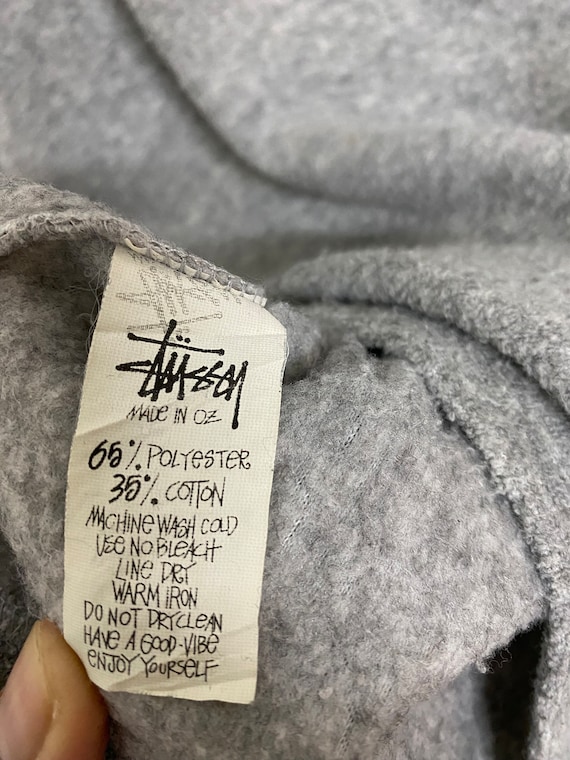 Stüssy
MADE IN OZ
65% POLYESTER
35% COTTON
MACHINE WASH COLD
USE NO BLEACH
LINE DRY
WARM IRON
DO NOT DRYCLEAN
HAVE A GOOD-VIBE
ENJOY YOURSELF